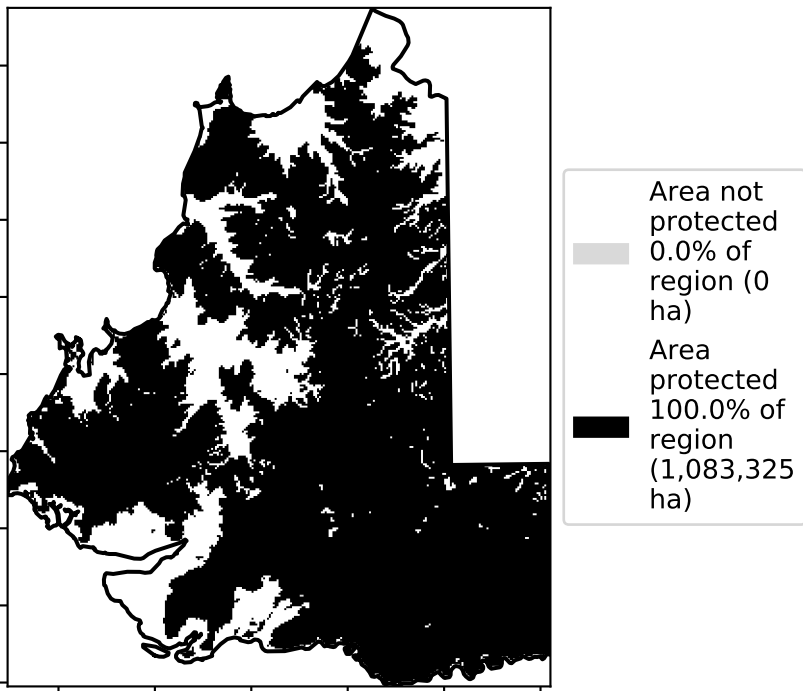 Area not
protected
0.0% of
region (0
ha)
Area
protected
100.0% of
region
(1,083,325
ha)